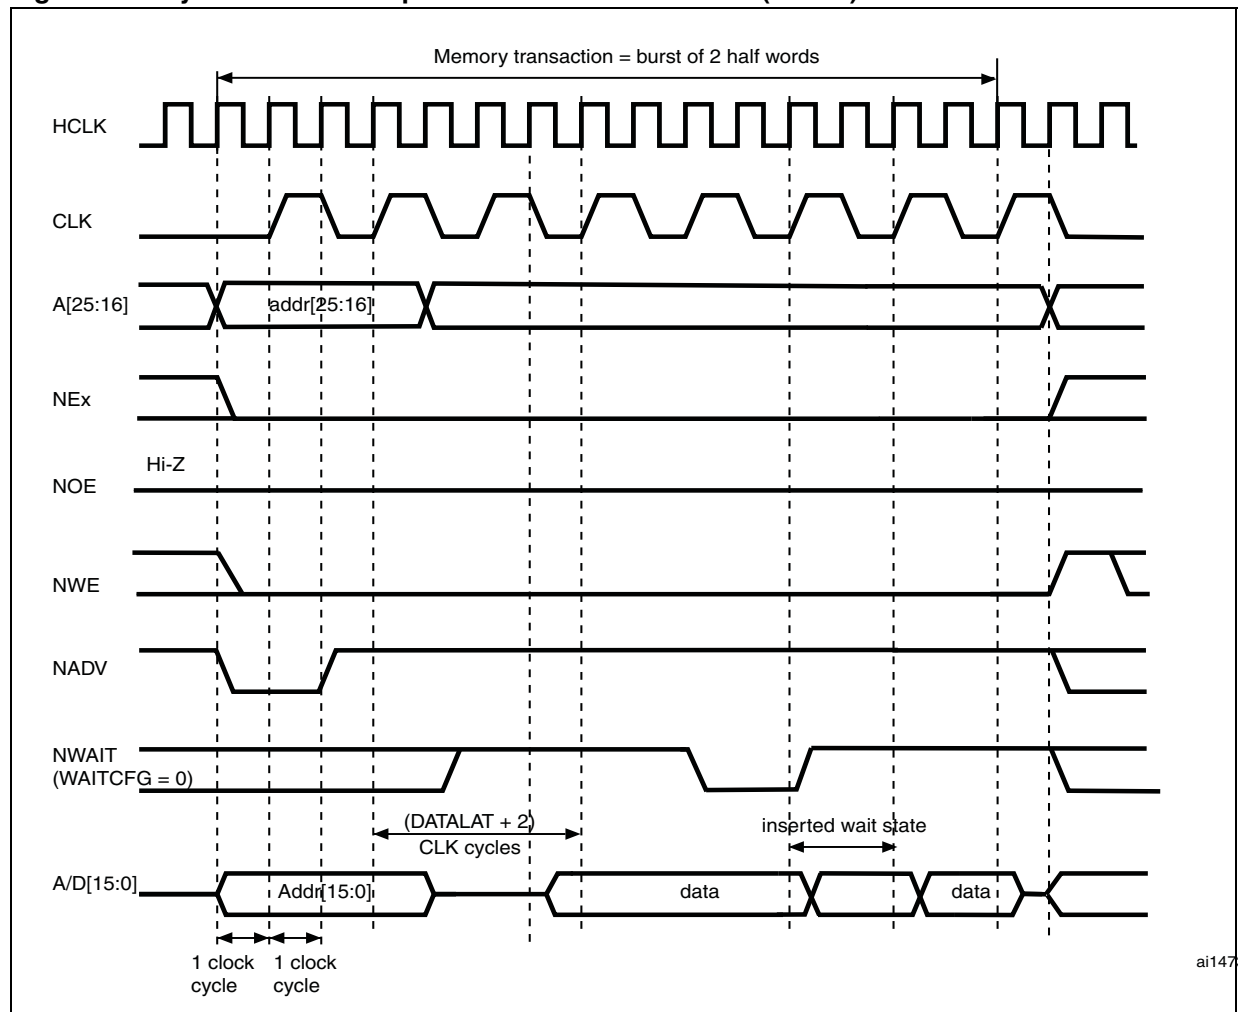 Memory transaction = burst of 2 half words
HCLK
CLK
A[25:16]
addr[25:16]
NEx
Hi-Z
NOE
NWE
NADV
NWAIT
(WAITCFG = 0)
(DATALAT + 2)
CLK cycles
inserted wait state
A/D[15:0]
Addr[15:0]
data
data
1 clock
cycle
1 clock
cycle
ai147